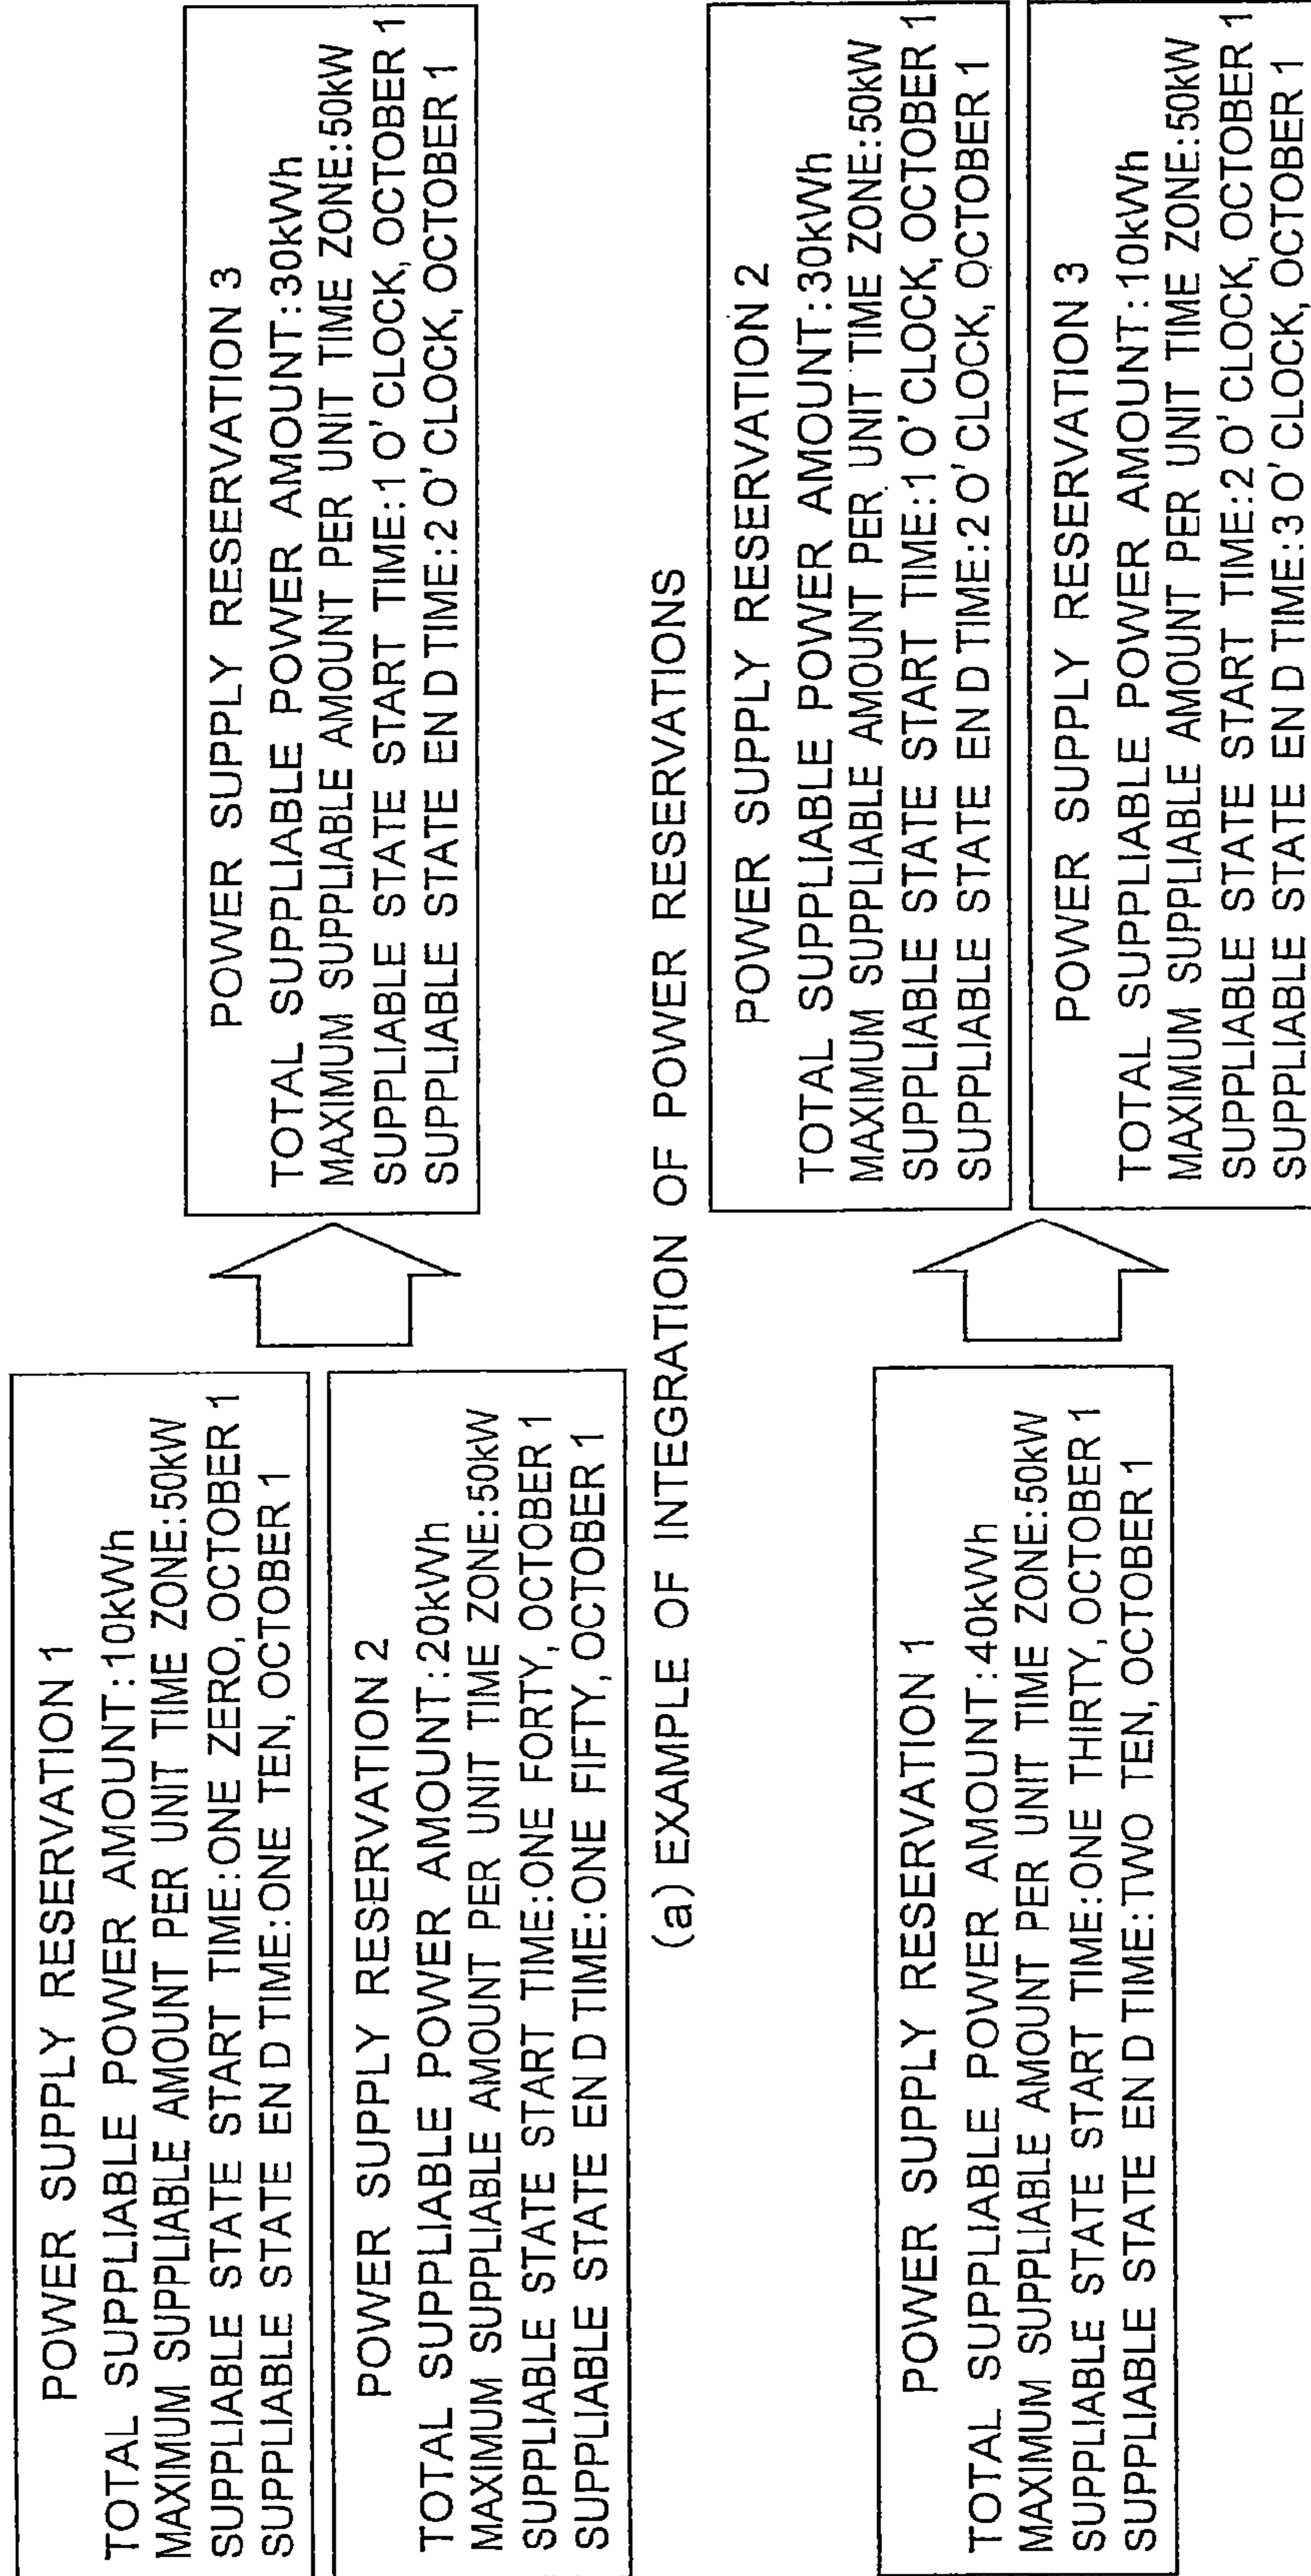 POWER SUPPLY RESERVATION 1
TOTAL SUPPLIABLE POWER AMOUNT:10kWh
MAXIMUM SUPPLIABLE AMOUNT PER UNIT TIME ZONE:50kW
SUPPLIABLE STATE START TIME:ONE ZERO, OCTOBER 1
SUPPLIABLE STATE EN D TIME:ONE TEN, OCTOBER 1
POWER SUPPLY RESERVATION 2
TOTAL SUPPLIABLE POWER AMOUNT:20kWh
MAXIMUM SUPPLIABLE AMOUNT PER UNIT TIME ZONE:50kW
SUPPLIABLE STATE START TIME:ONE FORTY, OCTOBER 1
SUPPLIABLE STATE EN D TIME:ONE FIFTY, OCTOBER 1
POWER SUPPLY RESERVATION 3
TOTAL SUPPLIABLE POWER AMOUNT:30kWh
MAXIMUM SUPPLIABLE AMOUNT PER UNIT TIME ZONE:50kW
SUPPLIABLE STATE START TIME:1 O'CLOCK, OCTOBER 1
SUPPLIABLE STATE EN D TIME:2 O'CLOCK, OCTOBER 1
(a) EXAMPLE OF INTEGRATION OF POWER RESERVATIONS
POWER SUPPLY RESERVATION 1
TOTAL SUPPLIABLE POWER AMOUNT:40kWh
MAXIMUM SUPPLIABLE AMOUNT PER UNIT TIME ZONE:50kW
SUPPLIABLE STATE START TIME:ONE THIRTY, OCTOBER 1
SUPPLIABLE STATE EN D TIME:TWO TEN, OCTOBER 1
POWER SUPPLY RESERVATION 2
TOTAL SUPPLIABLE POWER AMOUNT:30kWh
MAXIMUM SUPPLIABLE AMOUNT PER UNIT TIME ZONE:50kW
SUPPLIABLE STATE START TIME:1 O'CLOCK, OCTOBER 1
SUPPLIABLE STATE EN D TIME:2 O'CLOCK, OCTOBER 1
POWER SUPPLY RESERVATION 3
TOTAL SUPPLIABLE POWER AMOUNT:10kWh
MAXIMUM SUPPLIABLE AMOUNT PER UNIT TIME ZONE:50kW
SUPPLIABLE STATE START TIME:2 O'CLOCK, OCTOBER 1
SUPPLIABLE STATE EN D TIME:3 O'CLOCK, OCTOBER 1